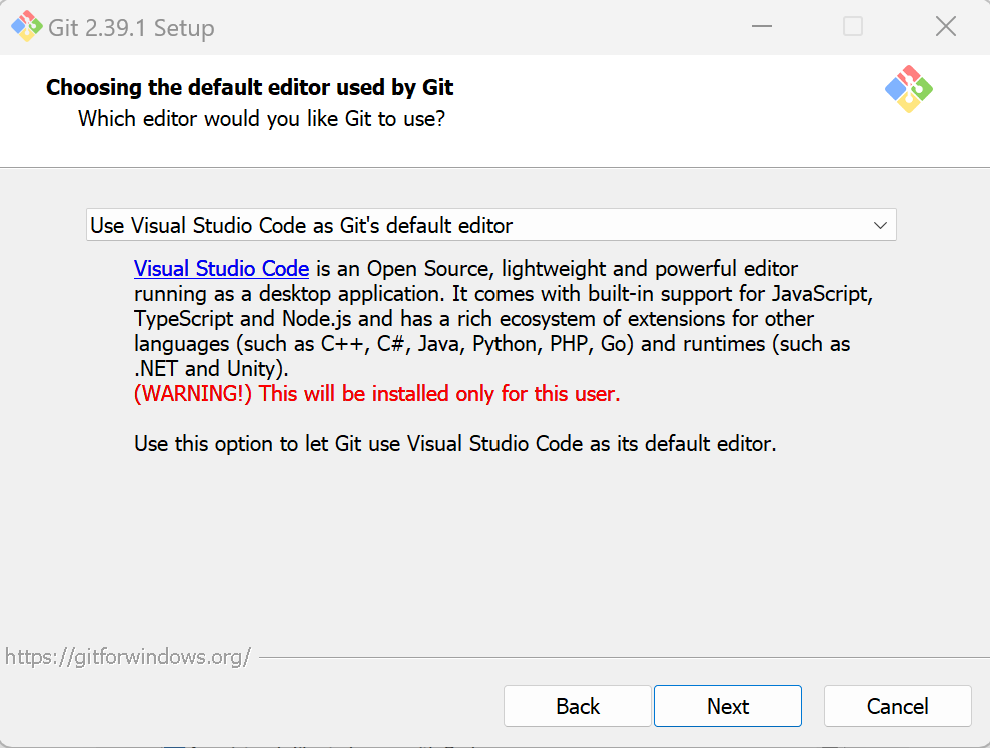 Git 2.39.1 Setup
Choosing the default editor used by Git
Which editor would you like Git to use?
Use Visual Studio Code as Git's default editor
Visual Studio Code is an Open Source, lightweight and powerful editor
running as a desktop application. It comes with built-in support for JavaScript,
TypeScript and Node.js and has a rich ecosystem of extensions for other
languages (such as C++, C#, Java, Python, PHP, Go) and runtimes (such as
.NET and Unity).
(WARNING!) This will be installed only for this user.
Use this option to let Git use Visual Studio Code as its default editor.
https://gitforwindows.org/
Back Next Cancel